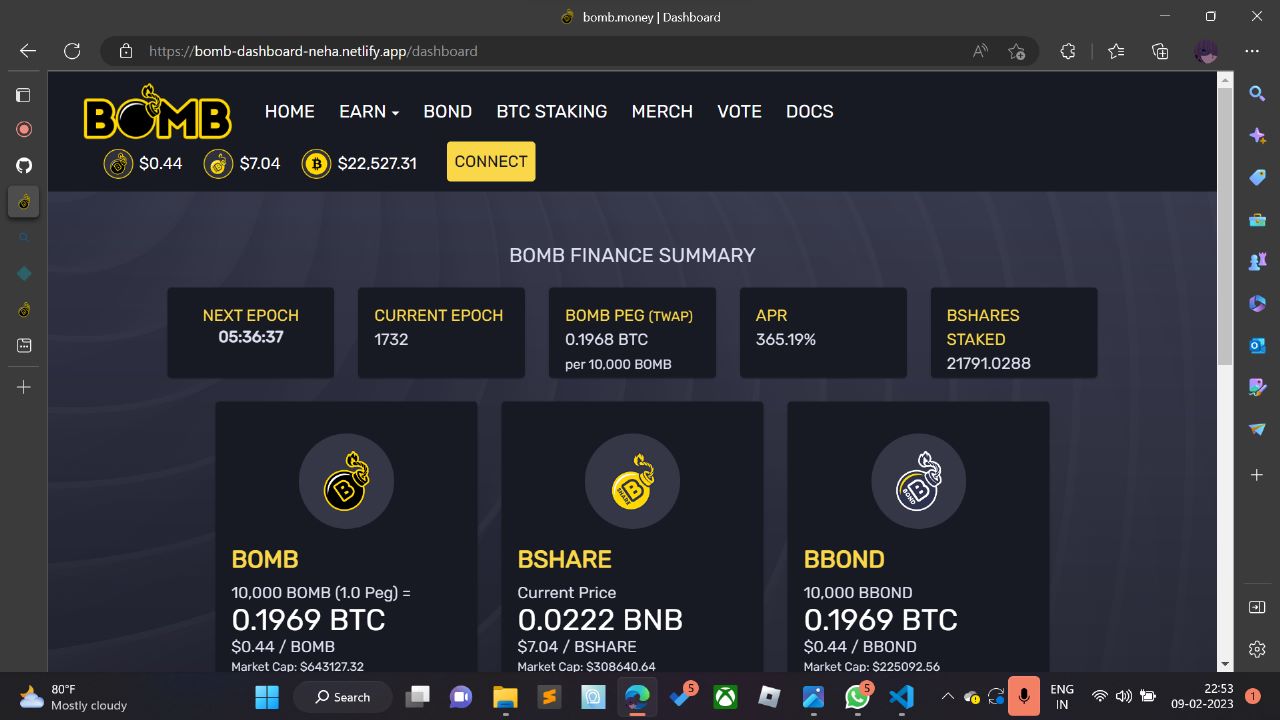 bomb.money | Dashboard
https://bomb-dashboard-neha.netlify.app/dashboard
BOMB
HOME EARN BOND BTC STAKING MERCH VOTE DOCS
$0.44 $7.04 $22,527.31 CONNECT
BOMB FINANCE SUMMARY
NEXT EPOCH
05:36:37
CURRENT EPOCH
1732
BOMB PEG (TWAP)
0.1968 BTC
per 10,000 BOMB
APR
365.19%
BSHARES
STAKED
21791.0288
BOMB
10,000 BOMB (1.0 Peg) =
0.1969 BTC
$0.44 / BOMB
Market Cap: $643127.32
BSHARE
Current Price
0.0222 BNB
$7.04 / BSHARE
Market Cap: $308640.64
BBOND
10,000 BBOND
0.1969 BTC
$0.44 / BBOND
Market Cap: $225092.56
80°F
Mostly cloudy
Search
5
5
ENG
IN
22:53
09-02-2023
1